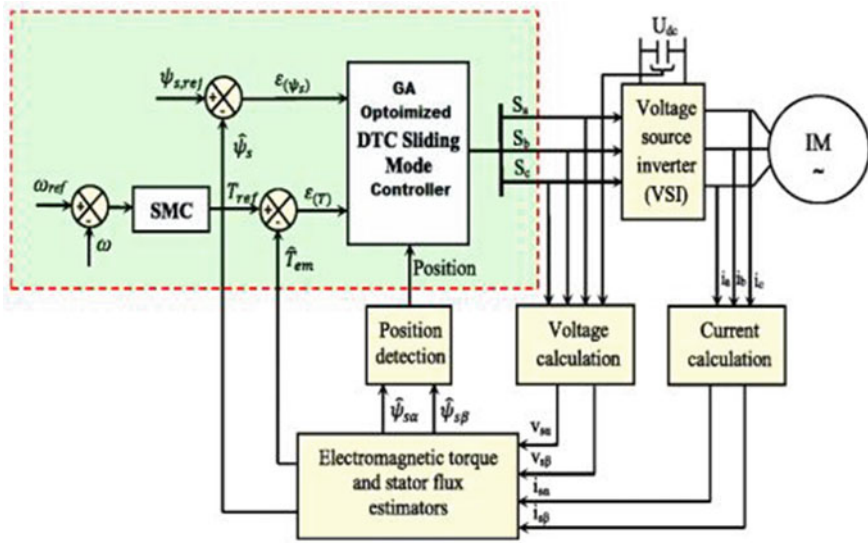 U_dc
ψ_s,ref
ε_(ψ_s)
GA
Optoimized
DTC Sliding
Mode
Controller
S_a
S_b
S_c
Voltage
source
inverter
(VSI)
IM
~
+
-
ψ̂_s
ω_ref
+
-
SMC
T_ref
+
-
ε_(T)
ω
T̂_em
Position
i_a
i_b
i_c
Position
detection
Voltage
calculation
Current
calculation
ψ̂_sα
ψ̂_sβ
v_sα
v_sβ
i_sα
i_sβ
Electromagnetic torque
and stator flux
estimators